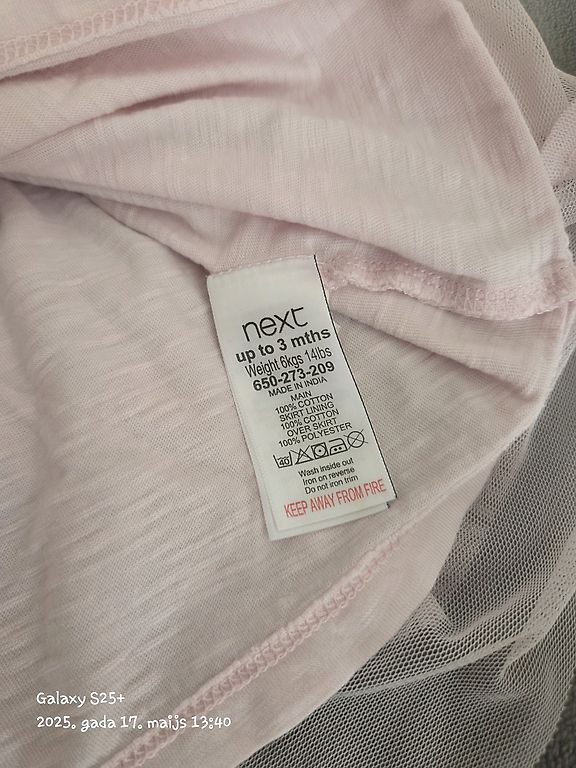 next
up to 3 mths
Weight 6kgs 14lbs
650-273-209
MADE IN INDIA
MAIN
100% COTTON
SKIRT LINING
100% COTTON
OVER SKIRT
100% POLYESTER
40
Wash inside out
Iron on reverse
Do not iron trim
KEEP AWAY FROM FIRE
Galaxy S25+
2025. gada 17. maijs 13:40